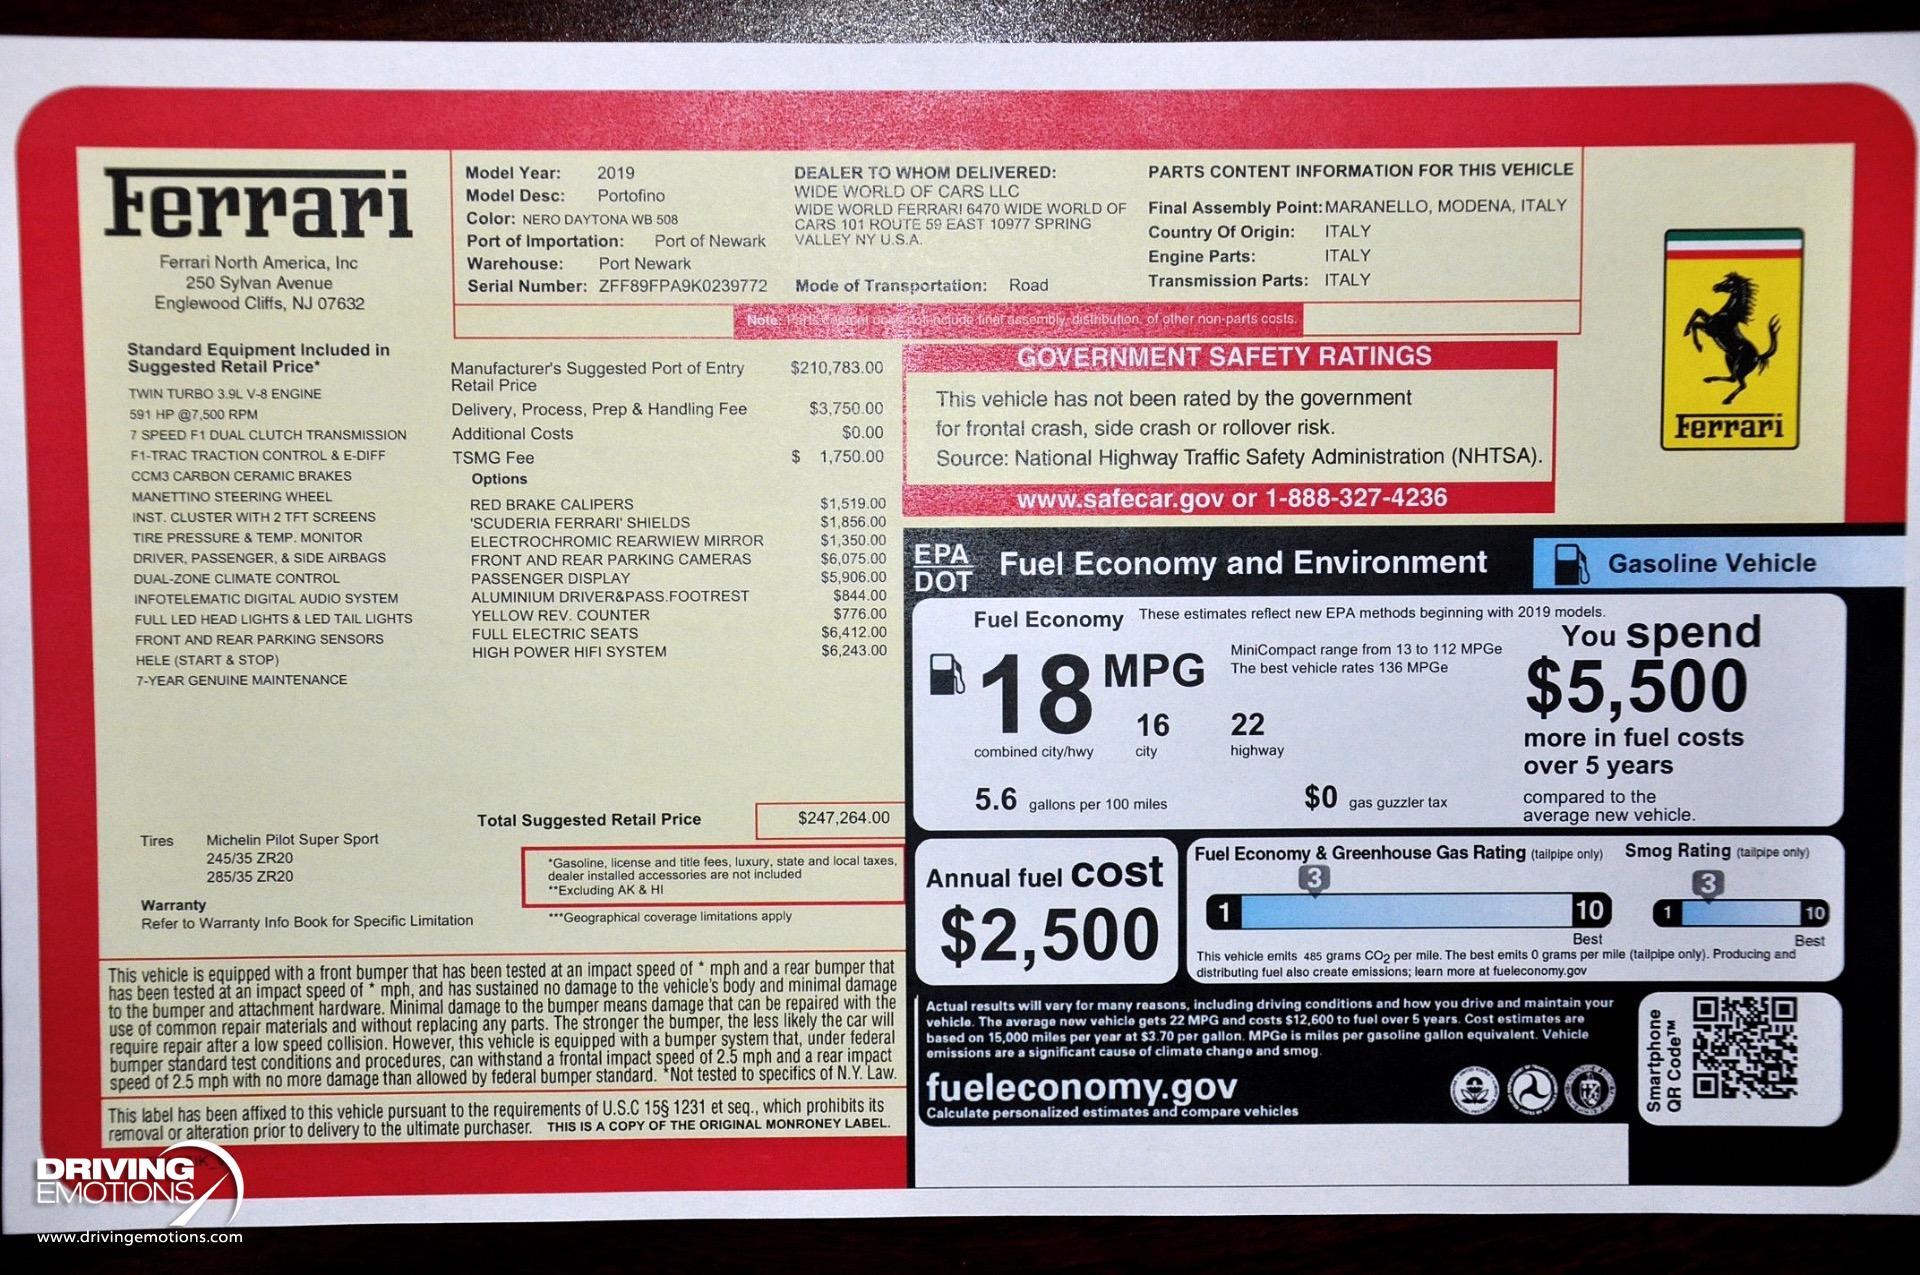 Ferrari
Ferrari North America, Inc
250 Sylvan Avenue
Englewood Cliffs, NJ 07632
Model Year: 2019
Model Desc: Portofino
Color: NERO DAYTONA WB 508
Port of Importation: Port of Newark
Warehouse: Port Newark
Serial Number: ZFF89FPA9K0239772
DEALER TO WHOM DELIVERED:
WIDE WORLD OF CARS LLC
WIDE WORLD FERRARI 6470 WIDE WORLD OF
CARS 101 ROUTE 59 EAST 10977 SPRING
VALLEY NY U.S.A.
Mode of Transportation: Road
PARTS CONTENT INFORMATION FOR THIS VEHICLE
Final Assembly Point: MARANELLO, MODENA, ITALY
Country Of Origin: ITALY
Engine Parts: ITALY
Transmission Parts: ITALY
Note: Parts content does not include final assembly, distribution, of other non-parts costs.
Ferrari
Standard Equipment Included in
Suggested Retail Price*
TWIN TURBO 3.9L V-8 ENGINE
591 HP @7,500 RPM
7 SPEED F1 DUAL CLUTCH TRANSMISSION
F1-TRAC TRACTION CONTROL & E-DIFF
CCM3 CARBON CERAMIC BRAKES
MANETTINO STEERING WHEEL
INST. CLUSTER WITH 2 TFT SCREENS
TIRE PRESSURE & TEMP. MONITOR
DRIVER, PASSENGER, & SIDE AIRBAGS
DUAL-ZONE CLIMATE CONTROL
INFOTELEMATIC DIGITAL AUDIO SYSTEM
FULL LED HEAD LIGHTS & LED TAIL LIGHTS
FRONT AND REAR PARKING SENSORS
HELE (START & STOP)
7-YEAR GENUINE MAINTENANCE
Manufacturer's Suggested Port of Entry $210,783.00
Retail Price
Delivery, Process, Prep & Handling Fee $3,750.00
Additional Costs $0.00
TSMG Fee $ 1,750.00
Options
RED BRAKE CALIPERS $1,519.00
'SCUDERIA FERRARI' SHIELDS $1,856.00
ELECTROCHROMIC REARWIEW MIRROR $1,350.00
FRONT AND REAR PARKING CAMERAS $6,075.00
PASSENGER DISPLAY $5,906.00
ALUMINIUM DRIVER&PASS.FOOTREST $844.00
YELLOW REV. COUNTER $776.00
FULL ELECTRIC SEATS $6,412.00
HIGH POWER HIFI SYSTEM $6,243.00
Total Suggested Retail Price $247,264.00
Tires Michelin Pilot Super Sport
245/35 ZR20
285/35 ZR20
Warranty
Refer to Warranty Info Book for Specific Limitation
*Gasoline, license and title fees, luxury, state and local taxes,
dealer installed accessories are not included
**Excluding AK & HI
***Geographical coverage limitations apply
This vehicle is equipped with a front bumper that has been tested at an impact speed of * mph and a rear bumper that
has been tested at an impact speed of * mph, and has sustained no damage to the vehicle's body and minimal damage
to the bumper and attachment hardware. Minimal damage to the bumper means damage that can be repaired with the
use of common repair materials and without replacing any parts. The stronger the bumper, the less likely the car will
require repair after a low speed collision. However, this vehicle is equipped with a bumper system that, under federal
bumper standard test conditions and procedures, can withstand a frontal impact speed of 2.5 mph and a rear impact
speed of 2.5 mph with no more damage than allowed by federal bumper standard. *Not tested to specifics of N.Y. Law.
This label has been affixed to this vehicle pursuant to the requirements of U.S.C 15§ 1231 et seq., which prohibits its
removal or alteration prior to delivery to the ultimate purchaser. THIS IS A COPY OF THE ORIGINAL MONRONEY LABEL.
GOVERNMENT SAFETY RATINGS
This vehicle has not been rated by the government
for frontal crash, side crash or rollover risk.
Source: National Highway Traffic Safety Administration (NHTSA).
www.safecar.gov or 1-888-327-4236
EPA
DOT
Fuel Economy and Environment
Gasoline Vehicle
Fuel Economy
These estimates reflect new EPA methods beginning with 2019 models.
18 MPG
combined city/hwy
16
city
22
highway
MiniCompact range from 13 to 112 MPGe
The best vehicle rates 136 MPGe
5.6 gallons per 100 miles
$0 gas guzzler tax
You spend
$5,500
more in fuel costs
over 5 years
compared to the
average new vehicle.
Annual fuel cost
$2,500
Fuel Economy & Greenhouse Gas Rating (tailpipe only)
3
1 10
Best
Smog Rating (tailpipe only)
3
1 10
Best
This vehicle emits 485 grams CO2 per mile. The best emits 0 grams per mile (tailpipe only). Producing and
distributing fuel also create emissions; learn more at fueleconomy.gov
Actual results will vary for many reasons, including driving conditions and how you drive and maintain your
vehicle. The average new vehicle gets 22 MPG and costs $12,600 to fuel over 5 years. Cost estimates are
based on 15,000 miles per year at $3.70 per gallon. MPGe is miles per gasoline gallon equivalent. Vehicle
emissions are a significant cause of climate change and smog.
fueleconomy.gov
Calculate personalized estimates and compare vehicles
Smartphone
QR Code™
DRIVING
EMOTIONS
www.drivingemotions.com